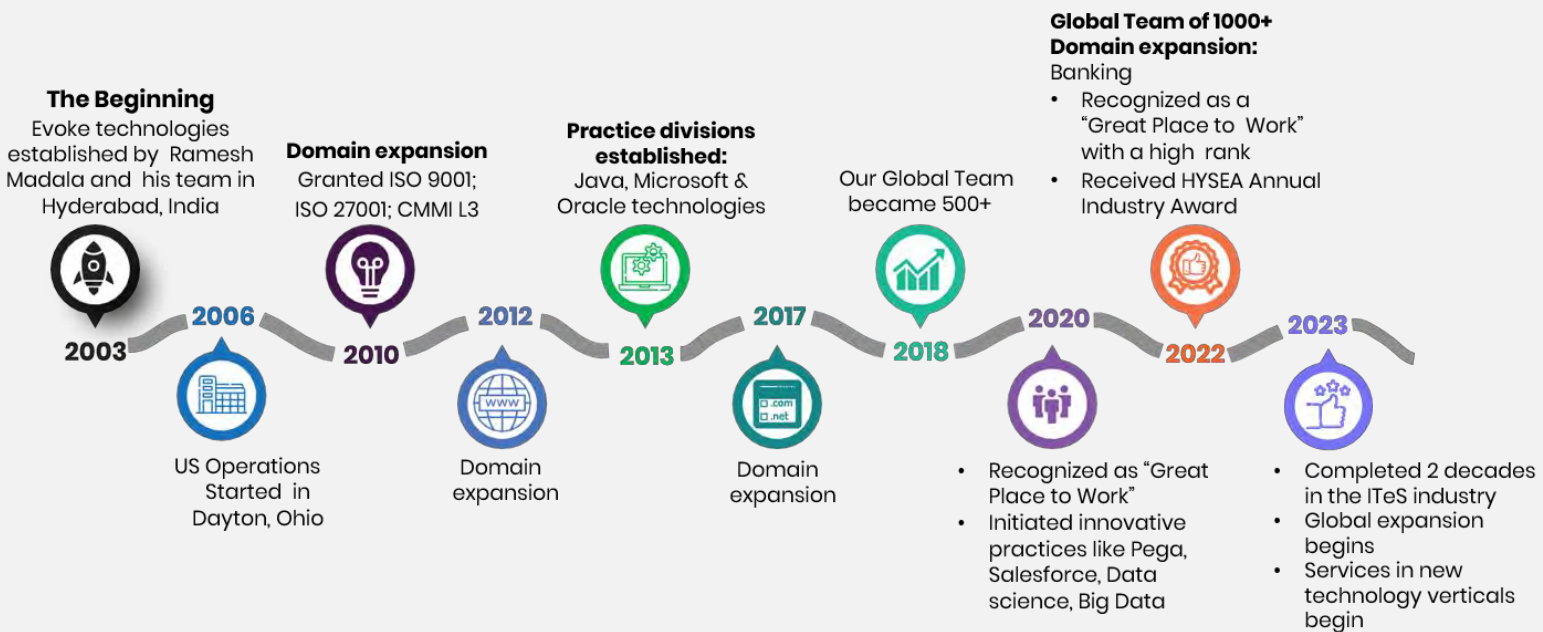 The Beginning
Evoke technologies
established by Ramesh
Madala and his team in
Hyderabad, India
2003
2006
US Operations
Started in
Dayton, Ohio
Domain expansion
Granted ISO 9001;
ISO 27001; CMMI L3
2010
2012
www
Domain
expansion
Practice divisions
established:
Java, Microsoft &
Oracle technologies
2013
2017
.com
.net
Domain
expansion
Our Global Team
became 500+
2018
2020
• Recognized as “Great
Place to Work”
• Initiated innovative
practices like Pega,
Salesforce, Data
science, Big Data
Global Team of 1000+
Domain expansion:
Banking
• Recognized as a
“Great Place to Work”
with a high rank
• Received HYSEA Annual
Industry Award
2022
2023
• Completed 2 decades
in the ITeS industry
• Global expansion
begins
• Services in new
technology verticals
begin